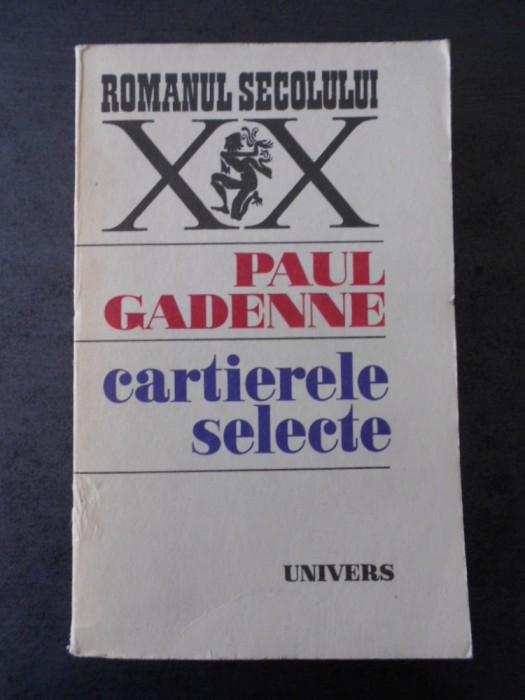 ROMANUL SECOLULUI
XX
PAUL
GADENNE
cartierele
selecte
UNIVERS